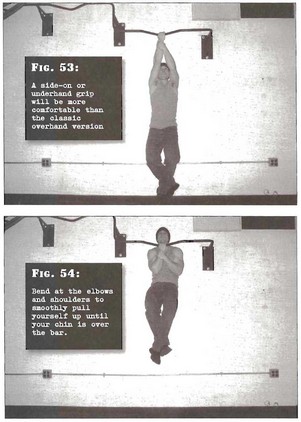 FIG. 53:
A side-on or
underhand grip
will be more
comfortable than
the classic
overhand version
FIG. 54:
Bend at the elbows
and shoulders to
smoothly pull
yourself up until
your chin is over
the bar.